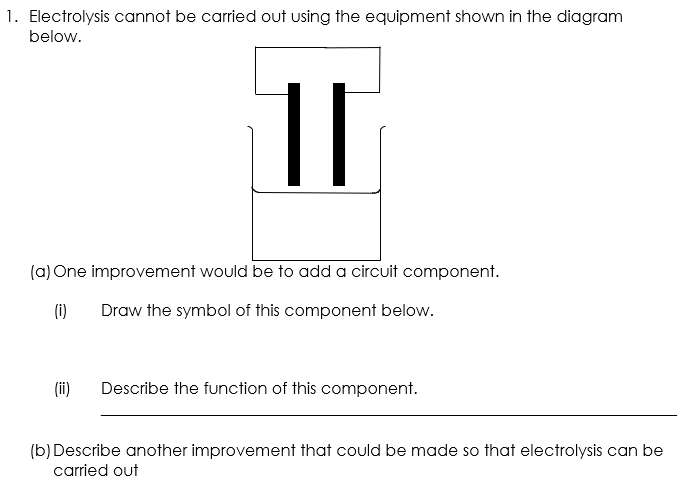 1. Electrolysis cannot be carried out using the equipment shown in the diagram
below.
(a) One improvement would be to add a circuit component.
(i) Draw the symbol of this component below.
(ii) Describe the function of this component.
(b) Describe another improvement that could be made so that electrolysis can be
carried out